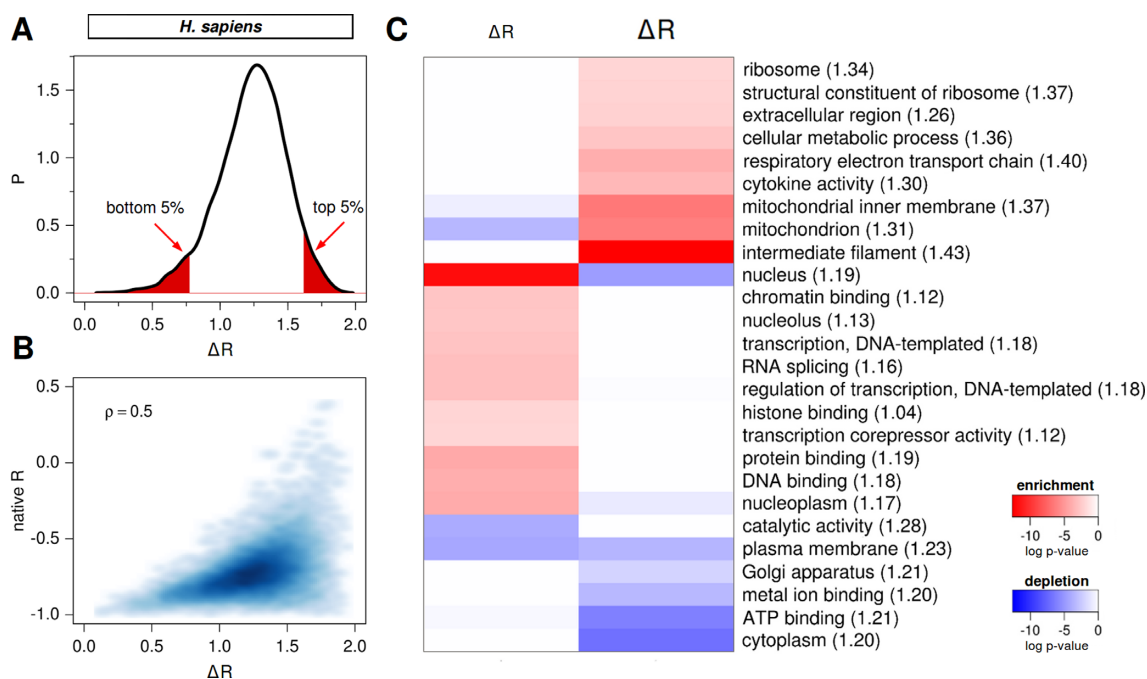 A
H. sapiens
P
1.5
1.0
0.5
0.0
bottom 5%
top 5%
0.0 0.5 1.0 1.5 2.0
ΔR
B
native R
0.5
0.0
-0.5
-1.0
ρ = 0.5
0.0 0.5 1.0 1.5 2.0
ΔR
C
ΔR ΔR
ribosome (1.34)
structural constituent of ribosome (1.37)
extracellular region (1.26)
cellular metabolic process (1.36)
respiratory electron transport chain (1.40)
cytokine activity (1.30)
mitochondrial inner membrane (1.37)
mitochondrion (1.31)
intermediate filament (1.43)
nucleus (1.19)
chromatin binding (1.12)
nucleolus (1.13)
transcription, DNA-templated (1.18)
RNA splicing (1.16)
regulation of transcription, DNA-templated (1.18)
histone binding (1.04)
transcription corepressor activity (1.12)
protein binding (1.19)
DNA binding (1.18)
nucleoplasm (1.17)
catalytic activity (1.28)
plasma membrane (1.23)
Golgi apparatus (1.21)
metal ion binding (1.20)
ATP binding (1.21)
cytoplasm (1.20)
enrichment
-10 -5 0
log p-value
depletion
-10 -5 0
log p-value